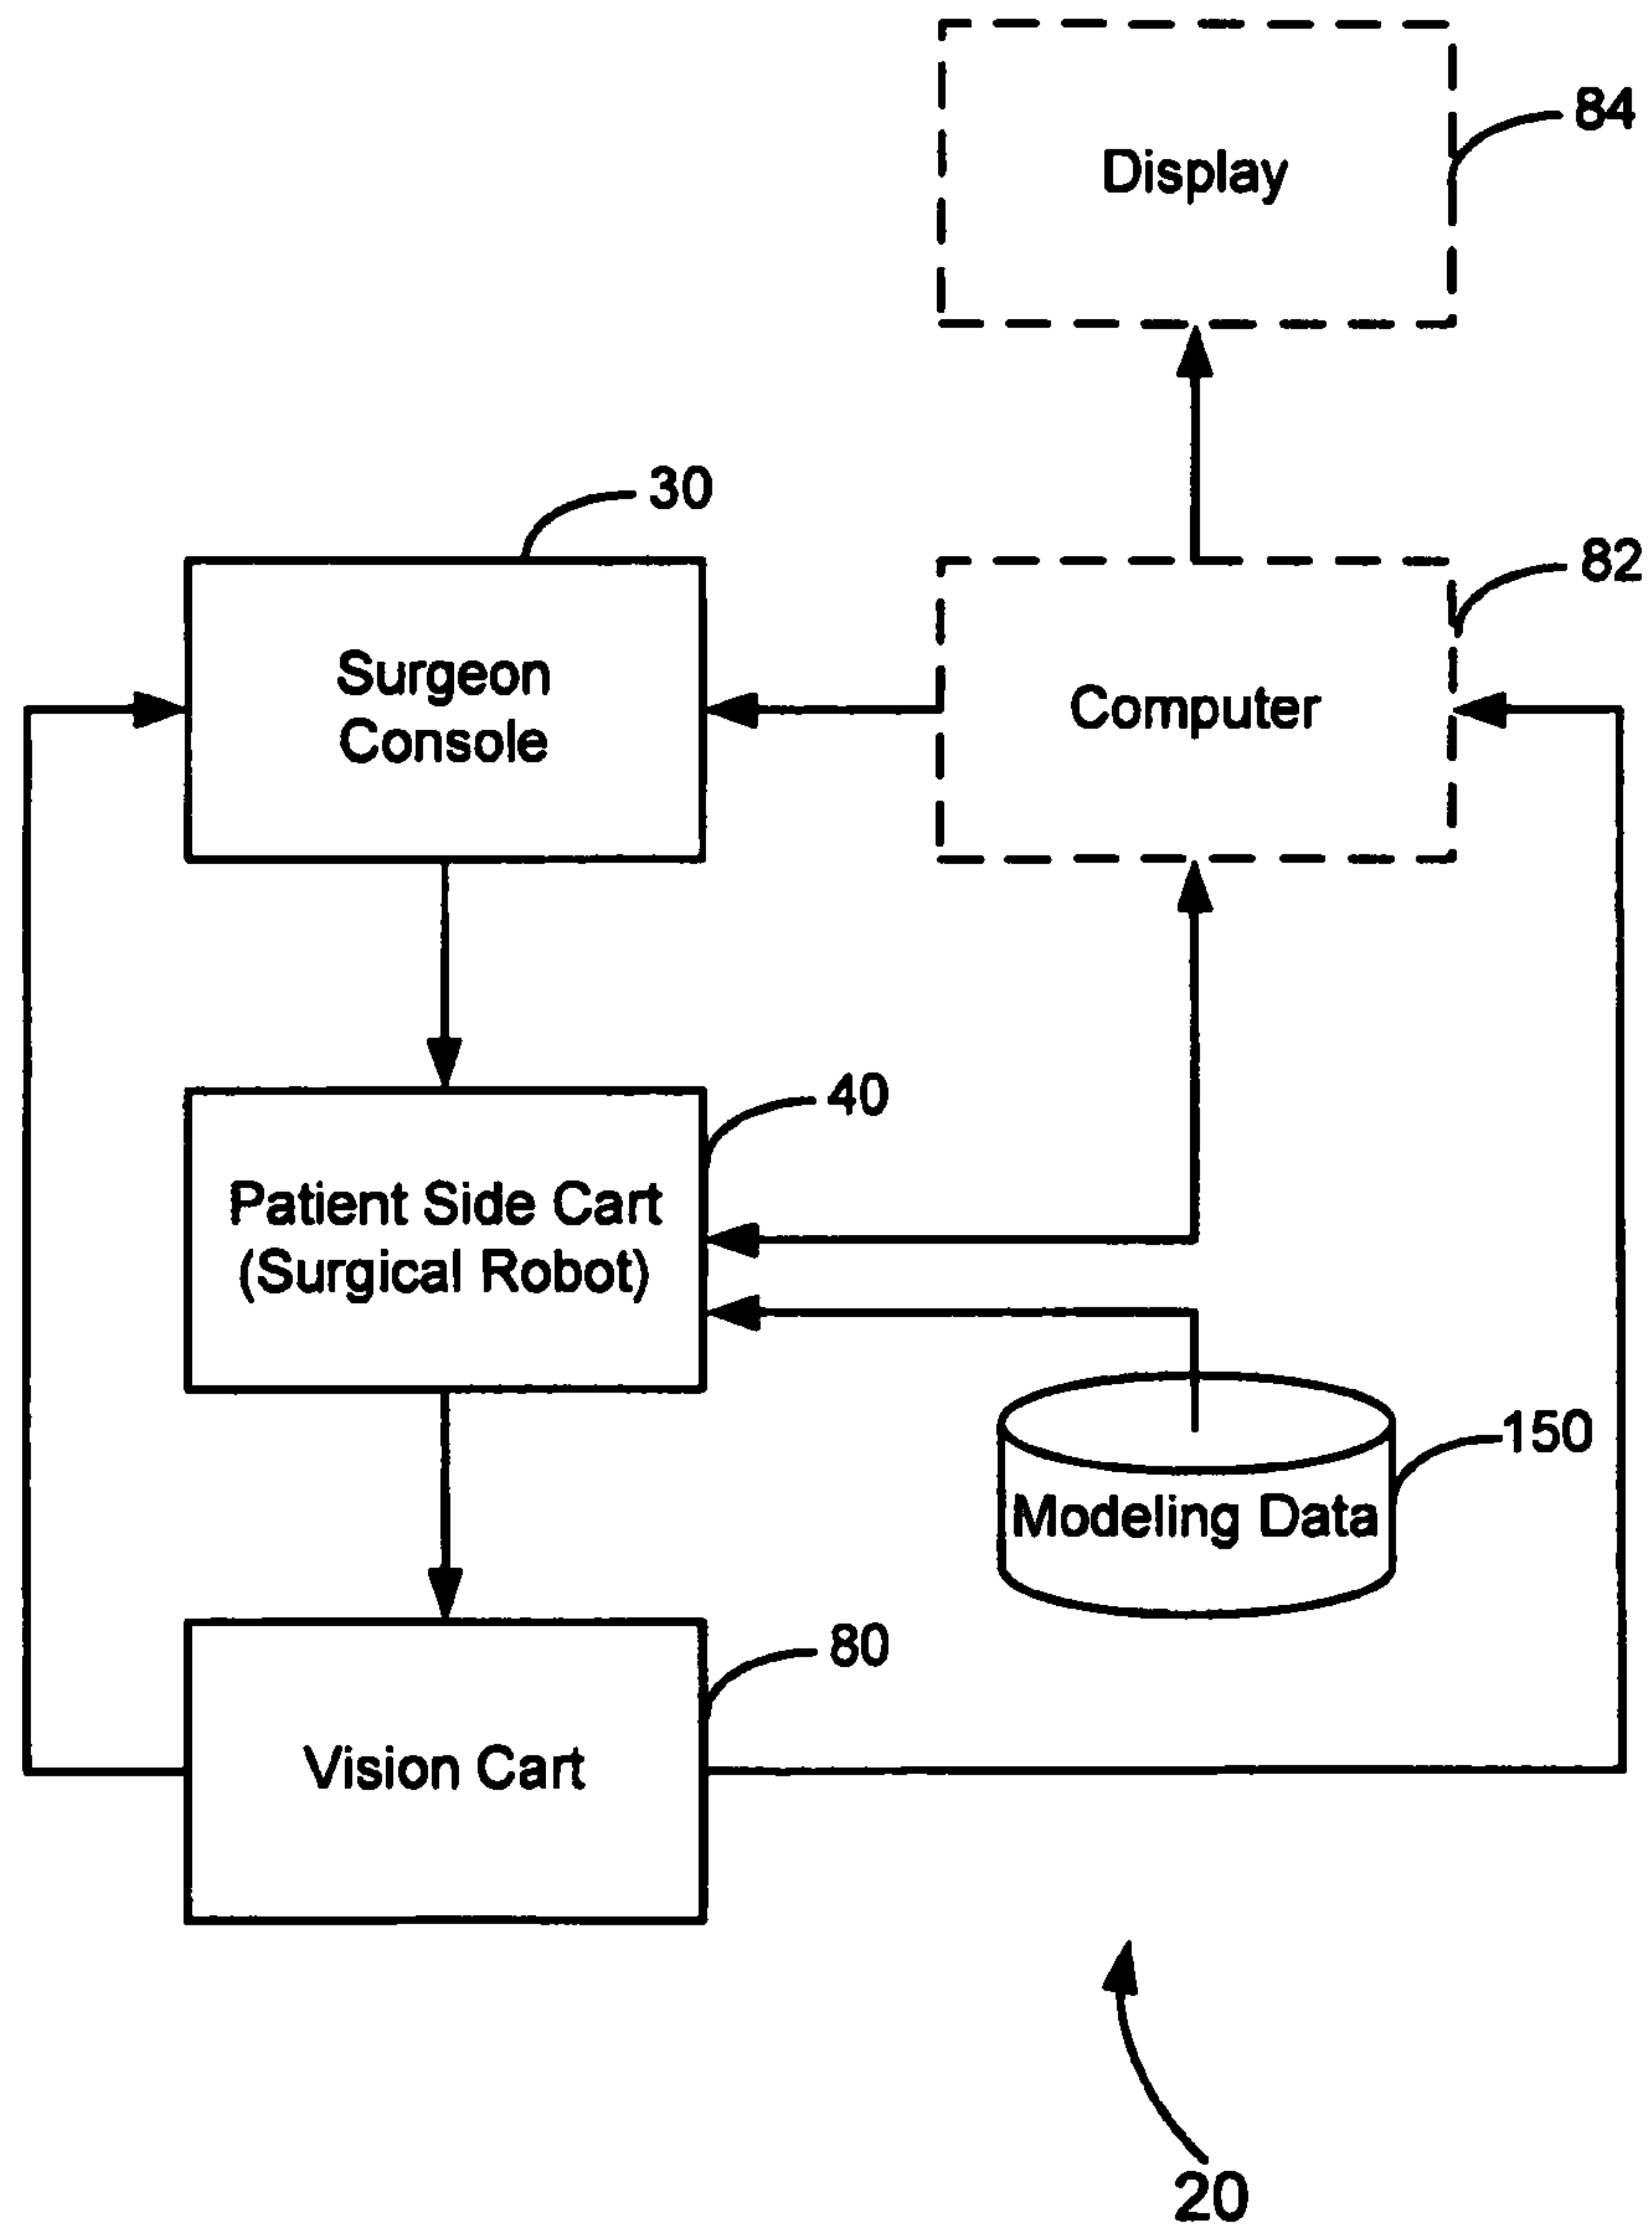 84
Display
30
82
Surgeon
Console
Computer
40
Patient Side Cart
(Surgical Robot)
150
Modeling Data
80
Vision Cart
20